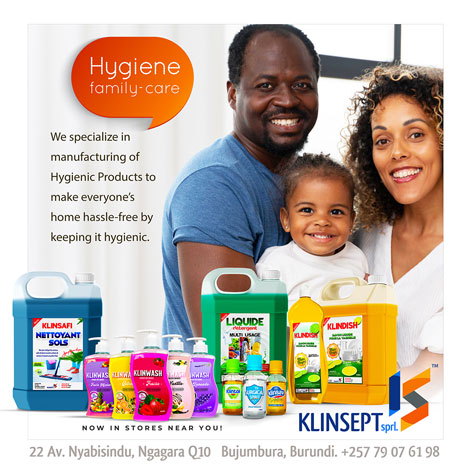 Hygiene
family-care
We specialize in
manufacturing of
Hygienic Products to
make everyone's
home hassle-free by
keeping it hygienic.
KLINSAFI
NETTOYANT
SOLS
LIQUIDE
détergent
MULTI USAGE
KLINDISH
KLINDISH
KLINWASH
KLINWASH
KLINWASH
NOW IN STORES NEAR YOU!
KLINSEPT sprl.
TM
22 Av. Nyabisindu, Ngagara Q10 Bujumbura, Burundi. +257 79 07 61 98